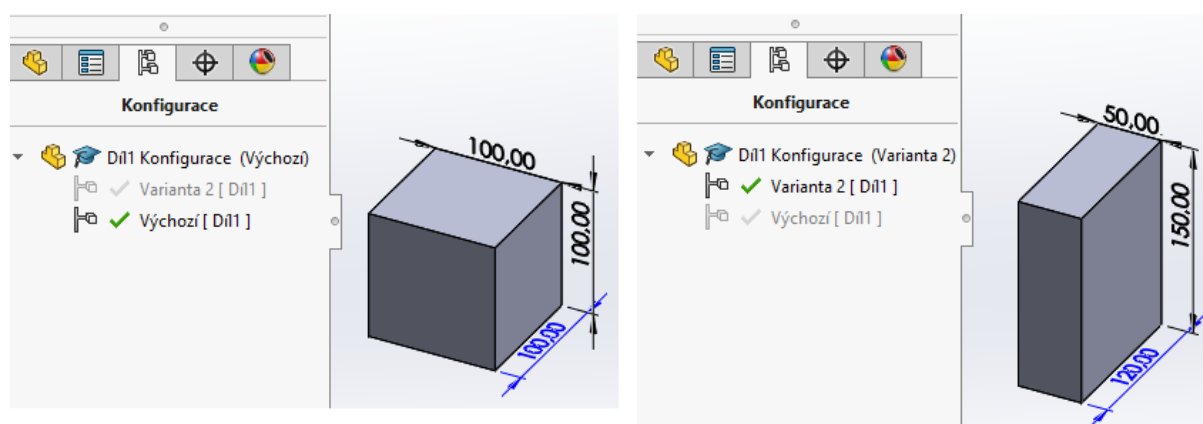 Konfigurace
Díl1 Konfigurace (Výchozí)
Varianta 2 [ Díl1 ]
Výchozí [ Díl1 ]
100,00
100,00
100,00
Konfigurace
Díl1 Konfigurace (Varianta 2)
Varianta 2 [ Díl1 ]
Výchozí [ Díl1 ]
50,00
150,00
120,00